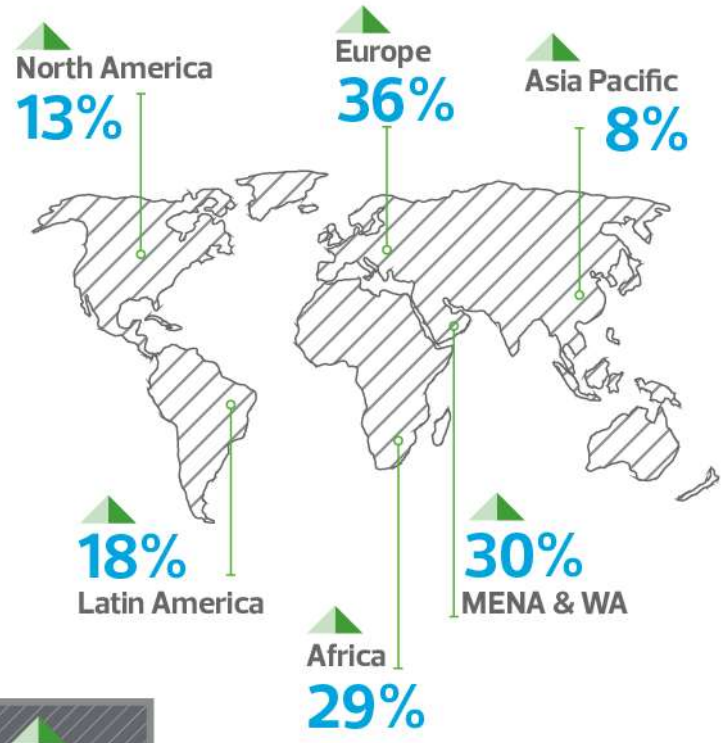 North America
13%
Europe
36%
Asia Pacific
8%
18%
Latin America
30%
MENA & WA
Africa
29%